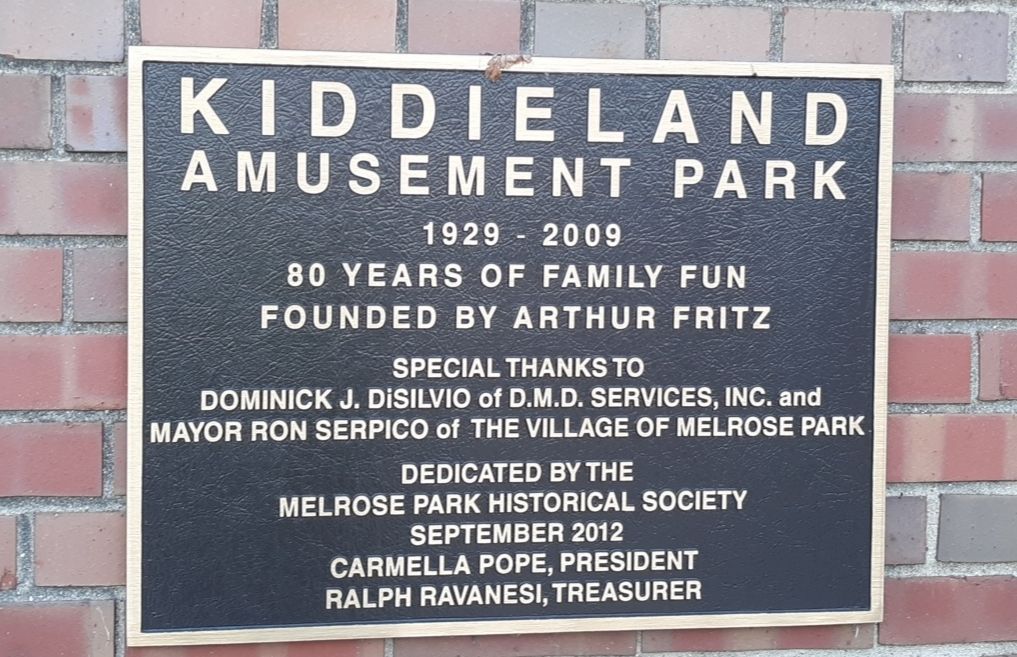 KIDDIELAND
AMUSEMENT PARK
1929 - 2009
80 YEARS OF FAMILY FUN
FOUNDED BY ARTHUR FRITZ
SPECIAL THANKS TO
DOMINICK J. DiSILVIO of D.M.D. SERVICES, INC. and
MAYOR RON SERPICO of THE VILLAGE OF MELROSE PARK
DEDICATED BY THE
MELROSE PARK HISTORICAL SOCIETY
SEPTEMBER 2012
CARMELLA POPE, PRESIDENT
RALPH RAVANESI, TREASURER